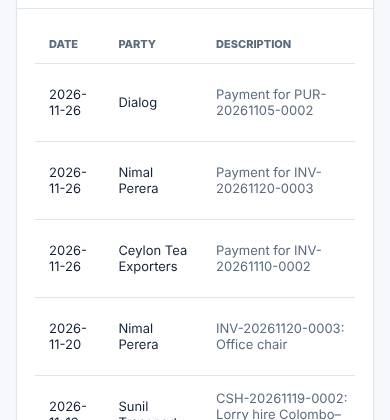 DATE PARTY DESCRIPTION
2026- Payment for PUR-
11-26 Dialog 20261105-0002
2026- Nimal Payment for INV-
11-26 Perera 20261120-0003
2026- Ceylon Tea Payment for INV-
11-26 Exporters 20261110-0002
2026- Nimal INV-20261120-0003:
11-20 Perera Office chair
CSH-20261119-0002:
2026- Sunil Lorry hire Colombo–